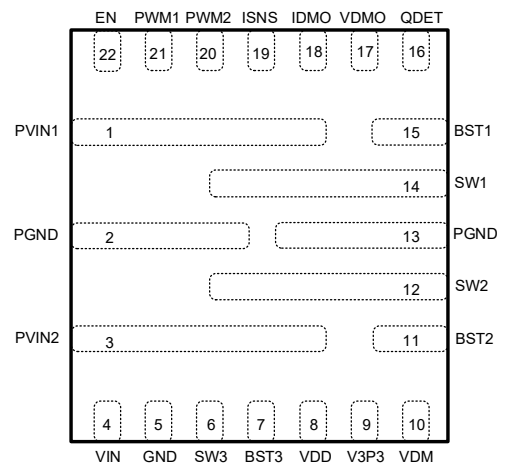 EN PWM1 PWM2 ISNS IDMO VDMO QDET
22 21 20 19 18 17 16
PVIN1 1 15 BST1
14 SW1
PGND 2 13 PGND
12 SW2
PVIN2 3 11 BST2
4 5 6 7 8 9 10
VIN GND SW3 BST3 VDD V3P3 VDM